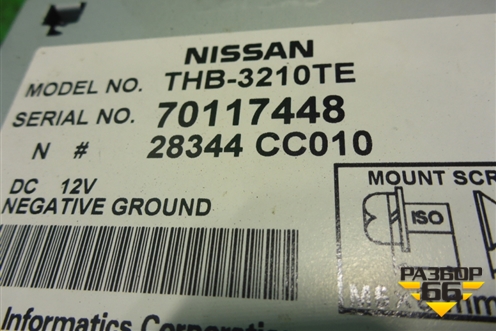 NISSAN
MODEL NO. THB-3210TE
SERIAL NO. 70117448
N # 28344 CC010
DC 12V
NEGATIVE GROUND
MOUNT SCR
ISO
Informatics Corporation
РАЗБОР
66